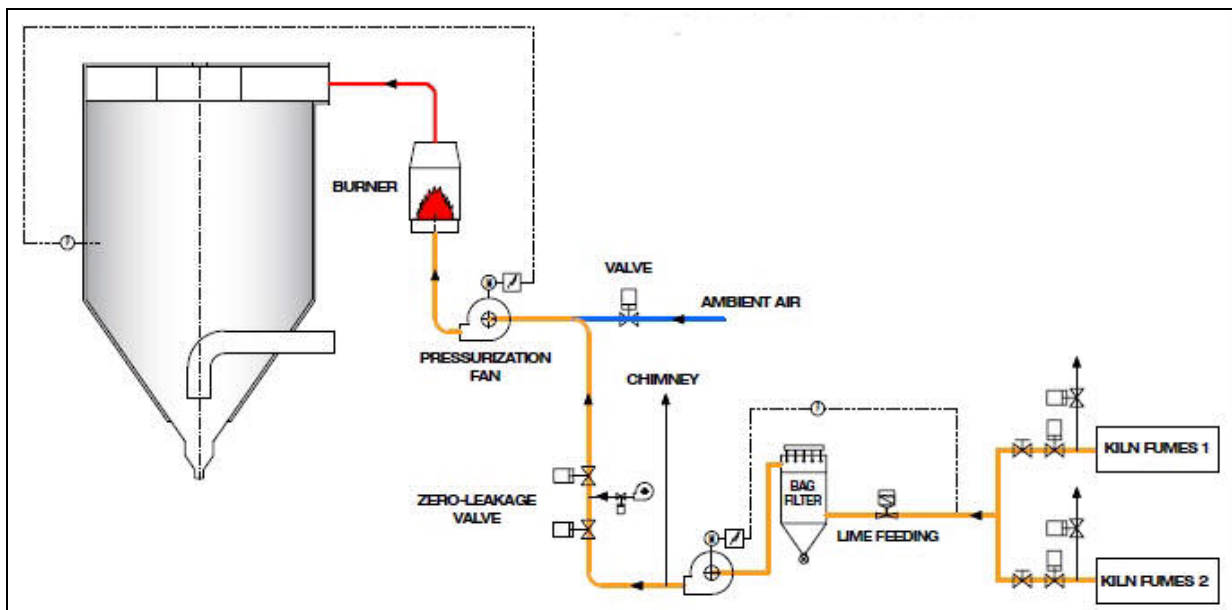 BURNER
VALVE
AMBIENT AIR
PRESSURIZATION
FAN
CHIMNEY
KILN FUMES 1
BAG
FILTER
ZERO-LEAKAGE
VALVE
LIME FEEDING
KILN FUMES 2